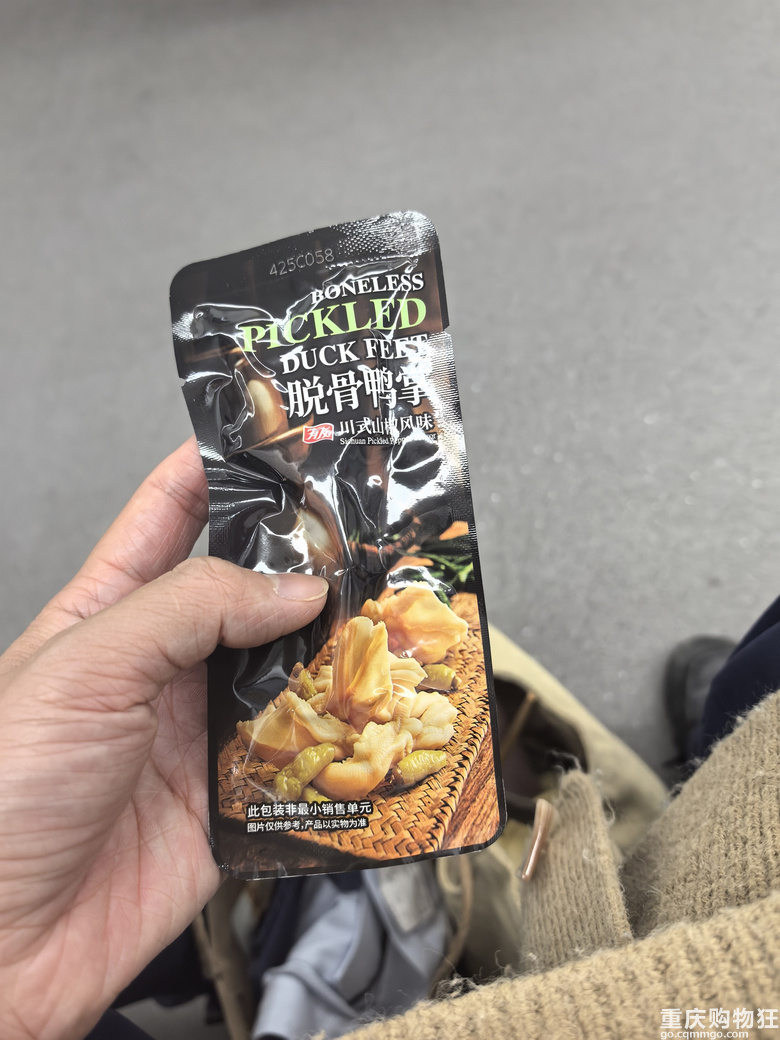 425C058
BONELESS
PICKLED
DUCK FEET
脱骨鸭掌
有友 川式山椒风味
Sichuan Pickled
此包装非最小销售单元
图片仅供参考,产品以实物为准
重庆购物狂
go.cqmmgo.com